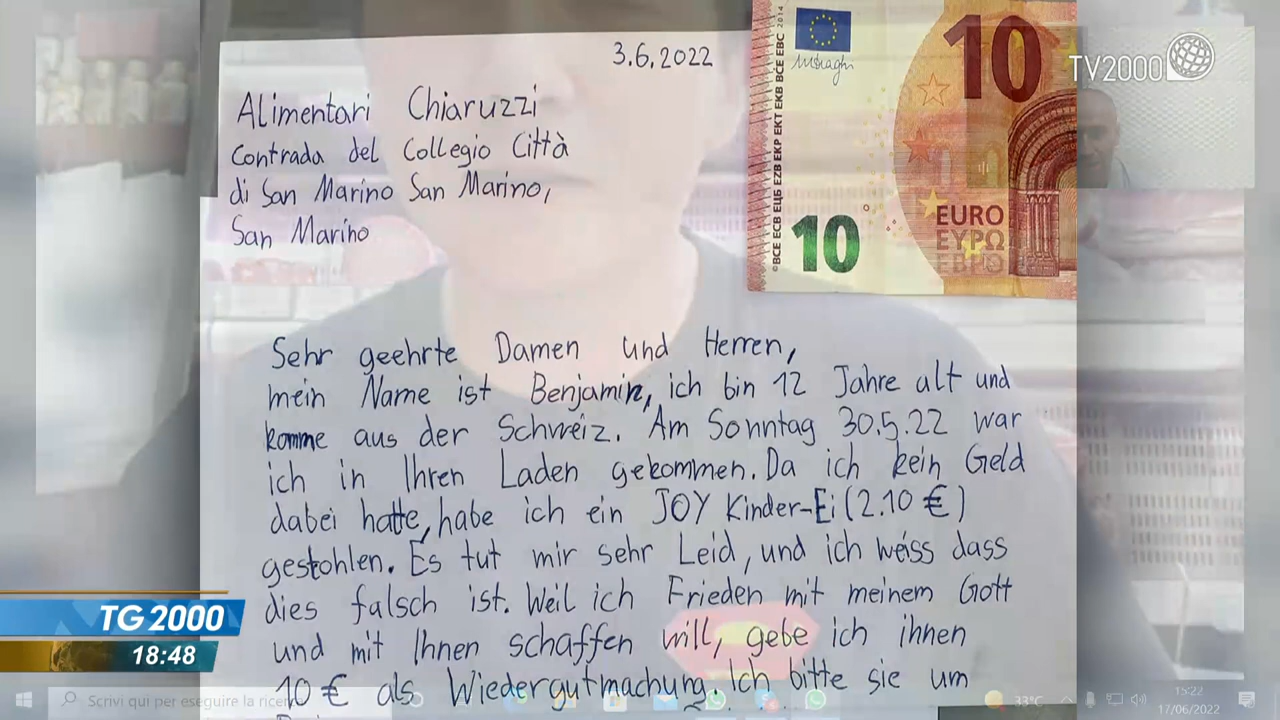 3.6.2022
Alimentari Chiaruzzi
Contrada del Collegio Città
di San Marino San Marino,
San Marino
Sehr geehrte Damen und Herren,
mein Name ist Benjamin, ich bin 12 Jahre alt und
komme aus der Schweiz. Am Sonntag 30.5.22 war
ich in Ihren Laden gekommen. Da ich kein Geld
dabei hatte, habe ich ein JOY Kinder-Ei (2.10 €)
gestohlen. Es tut mir sehr Leid, und ich weiss dass
dies falsch ist. Weil ich Frieden mit meinem Gott
und mit Ihnen schaffen will, gebe ich ihnen
10 € als Wiedergutmachung. Ich bitte sie um
10
10
EURO
ΕΥΡΩ
ЕВРО
©BCE ECB ЕЦБ EZB EKP EKT EKB BĊE EBC 2014
TV2000
TG 2000
18:48
Scrivi qui per eseguire la ricerca
33°C
15:22
17/06/2022